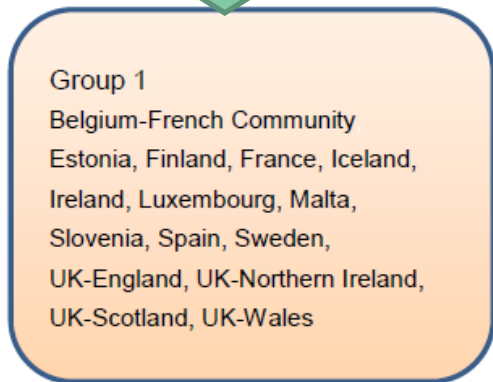 Group 1
Belgium-French Community
Estonia, Finland, France, Iceland,
Ireland, Luxembourg, Malta,
Slovenia, Spain, Sweden,
UK-England, UK-Northern Ireland,
UK-Scotland, UK-Wales